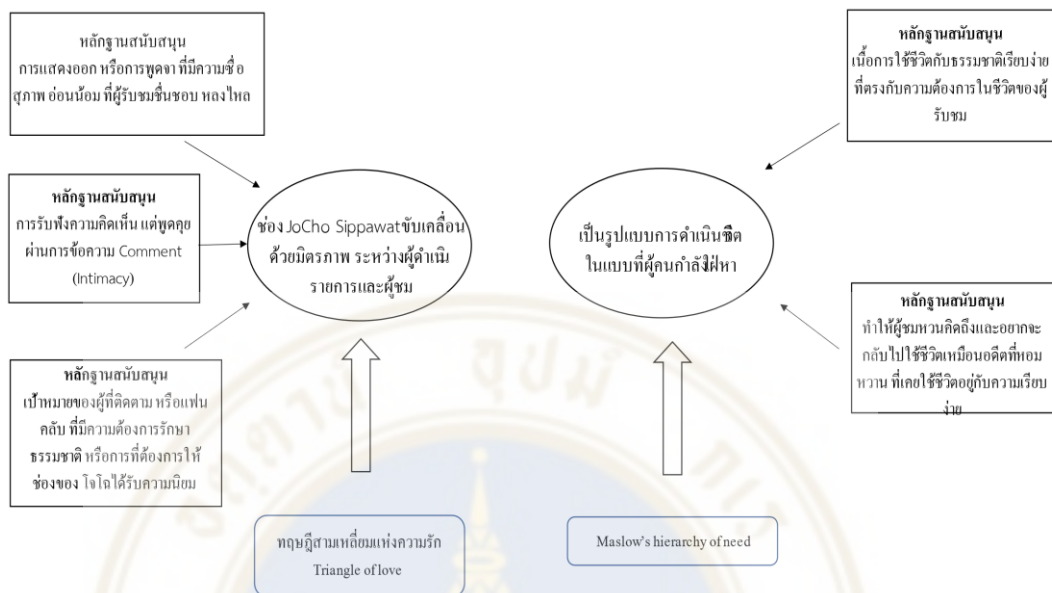 หลักฐานสนับสนุน
การแสดงออก หรือการพูดจา ที่มีความซื่อ
สุภาพ อ่อนน้อม ที่ผู้รับชมชื่นชอบ หลงไหล
หลักฐานสนับสนุน
การรับฟังความคิดเห็น แต่พูดคุย
ผ่านการข้อความ Comment
(Intimacy)
หลักฐานสนับสนุน
เป้าหมายของผู้ที่ติดตาม หรือแฟน
คลับ ที่มีความต้องการรักษา
ธรรมชาติ หรือการที่ต้องการให้
ช่องของ โจโฉได้รับความนิยม
ช่อง JoCho Sippawatขับเคลื่อน
ด้วยมิตรภาพ ระหว่างผู้ดำเนิ
รายการและผู้ชม
ทฤษฎีสามเหลี่ยมแห่งความรัก
Triangle of love
หลักฐานสนับสนุน
เนื้อการใช้ชีวิตกับธรรมชาติเรียบง่าย
ที่ตรงกับความต้องการในชีวิตของผู้
รับชม
เป็นรูปแบบการดำเนินชีต
ในแบบที่ผู้คนกำลังใฝ่หา
หลักฐานสนับสนุน
ทำให้ผู้ชมหวนคิดถึงและอยากจะ
กลับไปใช้ชีวิตเหมือนอดีตที่หอม
หวาน ที่เคยใช้ชีวิตอยู่กับความเรียบ
ง่าย
Maslow's hierarchy of need